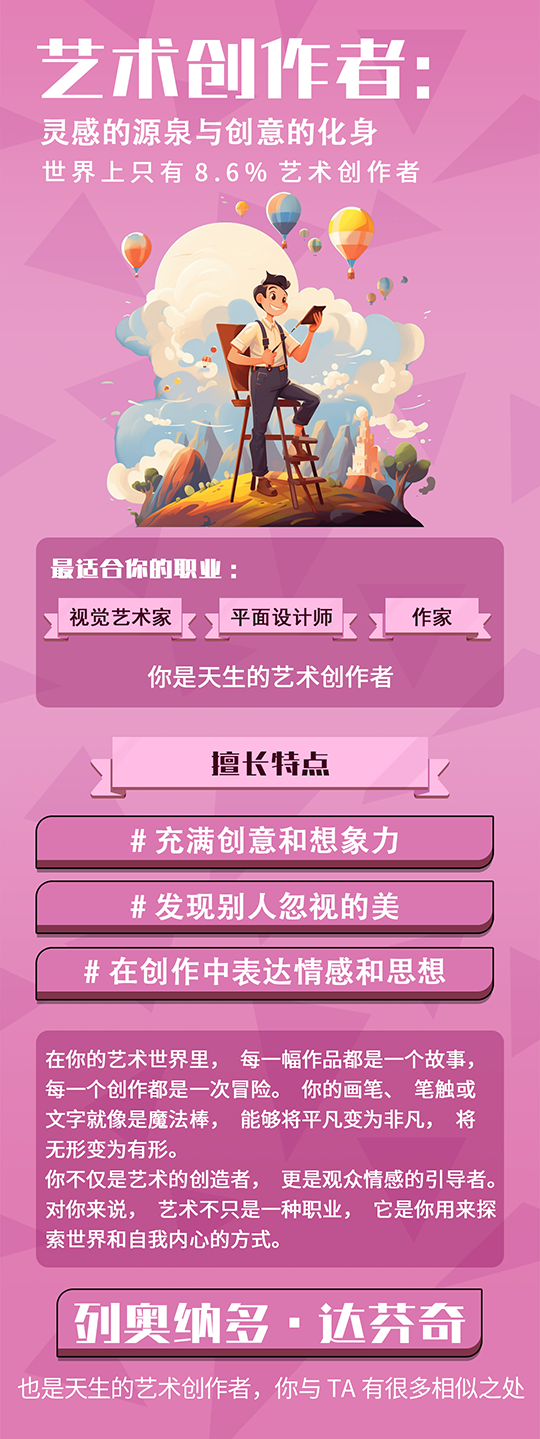 艺术创作者:
灵感的源泉与创意的化身
世界上只有 8.6% 艺术创作者
最适合你的职业：
视觉艺术家 平面设计师 作家
你是天生的艺术创作者
擅长特点
# 充满创意和想象力
# 发现别人忽视的美
# 在创作中表达情感和思想
在你的艺术世界里， 每一幅作品都是一个故事，
每一个创作都是一次冒险。 你的画笔、 笔触或
文字就像是魔法棒， 能够将平凡变为非凡， 将
无形变为有形。
你不仅是艺术的创造者， 更是观众情感的引导者。
对你来说， 艺术不只是一种职业， 它是你用来探
索世界和自我内心的方式。
列奥纳多·达芬奇
也是天生的艺术创作者，你与 TA 有很多相似之处